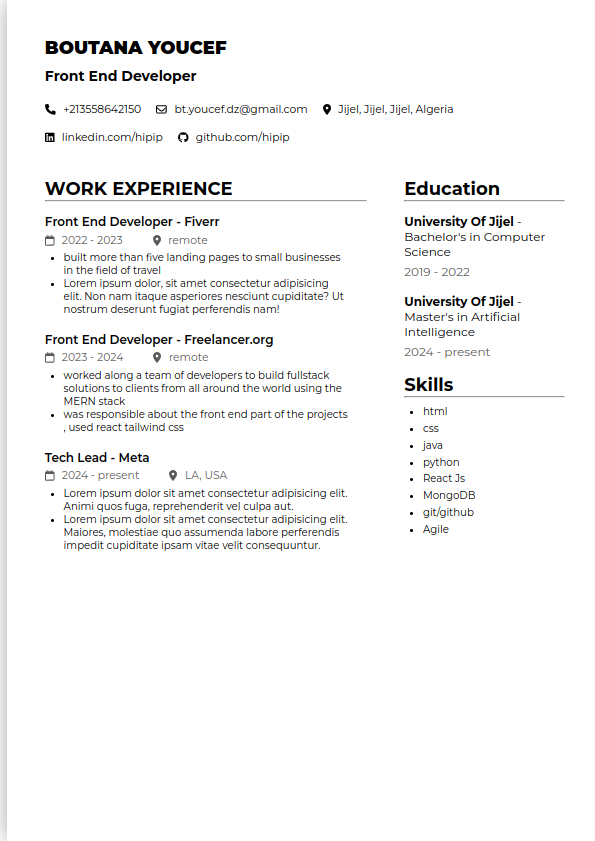 BOUTANA YOUCEF
Front End Developer
+213558642150 bt.youcef.dz@gmail.com Jijel, Jijel, Jijel, Algeria
linkedin.com/hipip github.com/hipip
WORK EXPERIENCE
Front End Developer - Fiverr
2022 - 2023 remote
• built more than five landing pages to small businesses
in the field of travel
• Lorem ipsum dolor, sit amet consectetur adipisicing
elit. Non nam itaque asperiores nesciunt cupiditate? Ut
nostrum deserunt fugiat perferendis nam!
Front End Developer - Freelancer.org
2023 - 2024 remote
• worked along a team of developers to build fullstack
solutions to clients from all around the world using the
MERN stack
• was responsible about the front end part of the projects
, used react tailwind css
Tech Lead - Meta
2024 - present LA, USA
• Lorem ipsum dolor sit amet consectetur adipisicing elit.
Animi quos fuga, reprehenderit vel culpa aut.
• Lorem ipsum dolor sit amet consectetur adipisicing elit.
Maiores, molestiae quo assumenda labore perferendis
impedit cupiditate ipsam vitae velit consequuntur.
Education
University Of Jijel -
Bachelor's in Computer
Science
2019 - 2022
University Of Jijel -
Master's in Artificial
Intelligence
2024 - present
Skills
• html
• css
• java
• python
• React Js
• MongoDB
• git/github
• Agile